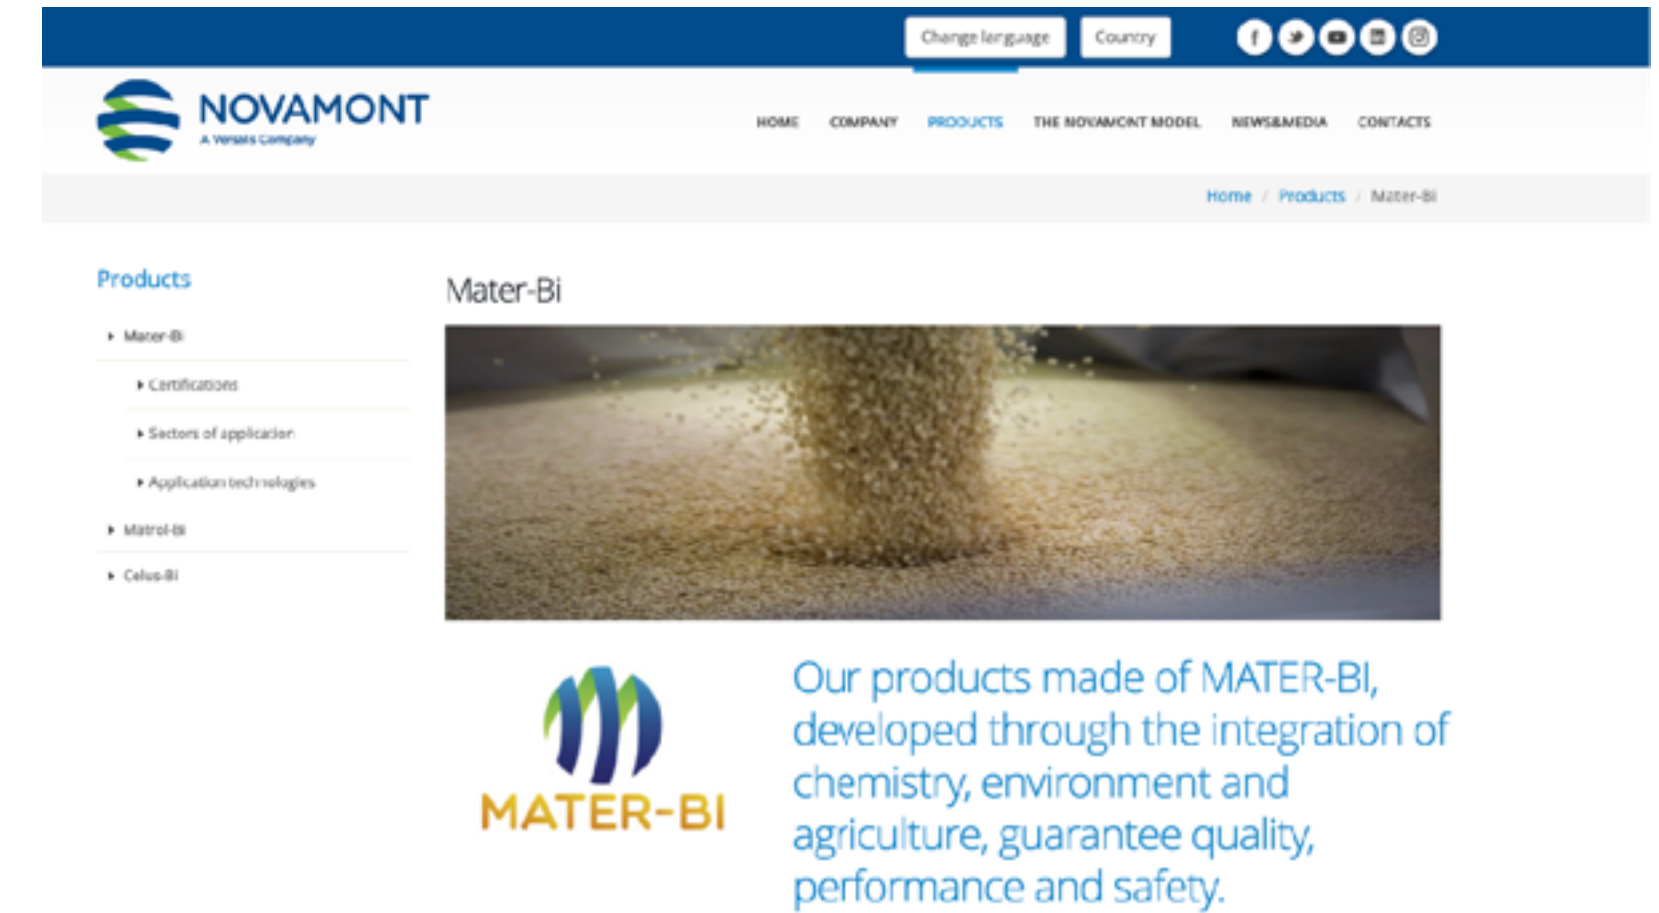 Change language Country
NOVAMONT
A Versalis Company
HOME COMPANY PRODUCTS THE NOVAMONT MODEL NEWS&MEDIA CONTACTS
Home / Products / Mater-Bi
Products
Mater-Bi
Certifications
Sectors of application
Application technologies
Matrol-Bi
Celus-Bi
Mater-Bi
MATER-BI
Our products made of MATER-BI,
developed through the integration of
chemistry, environment and
agriculture, guarantee quality,
performance and safety.